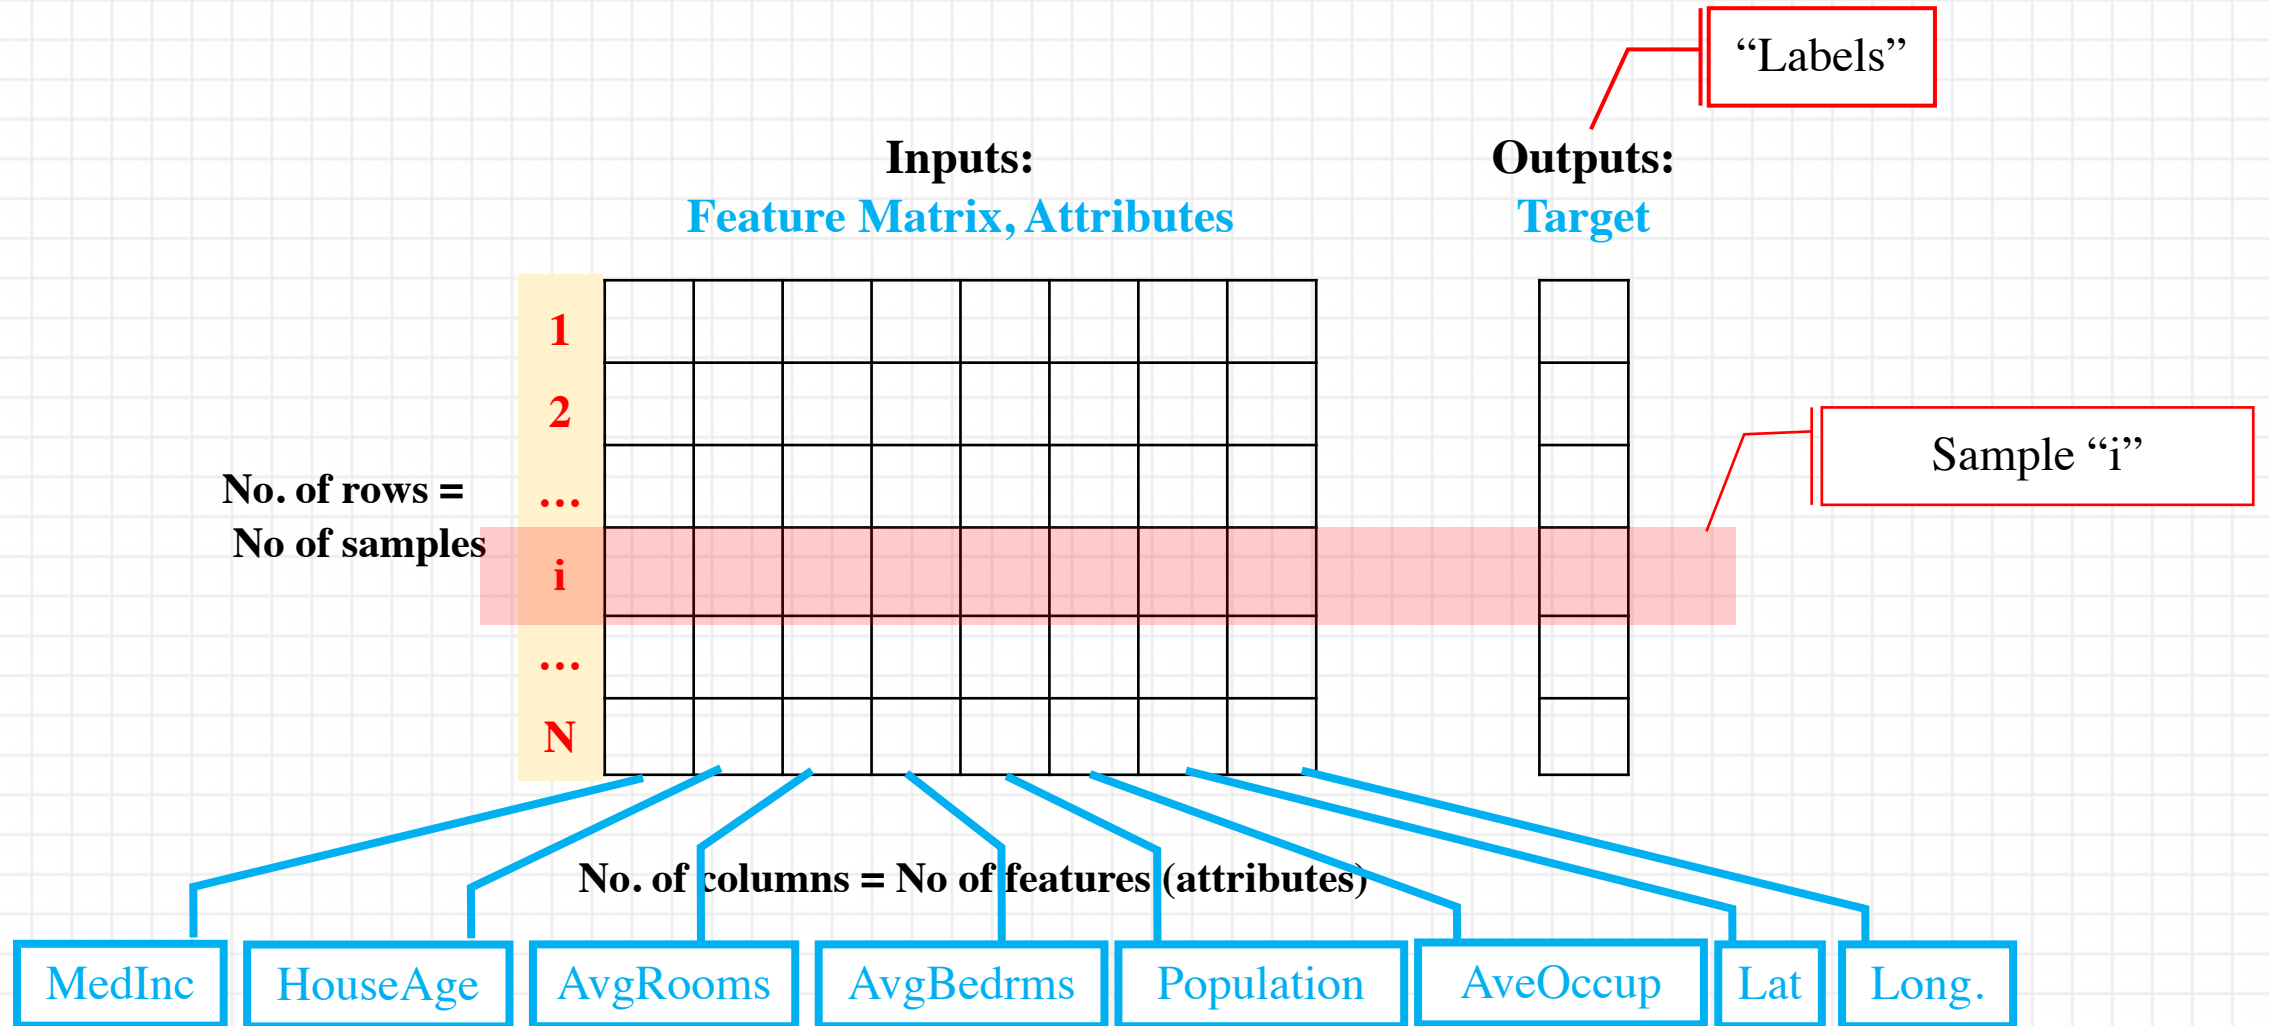 “Labels”
Inputs:
Outputs:
Feature Matrix, Attributes
Target
1
2
Sample “i”
No. of rows =
...
No of samples
i
...
N
No. of columns = No of features (attributes)
MedInc
HouseAge
AvgRooms
AvgBedrms
Population
AveOccup
Lat
Long.